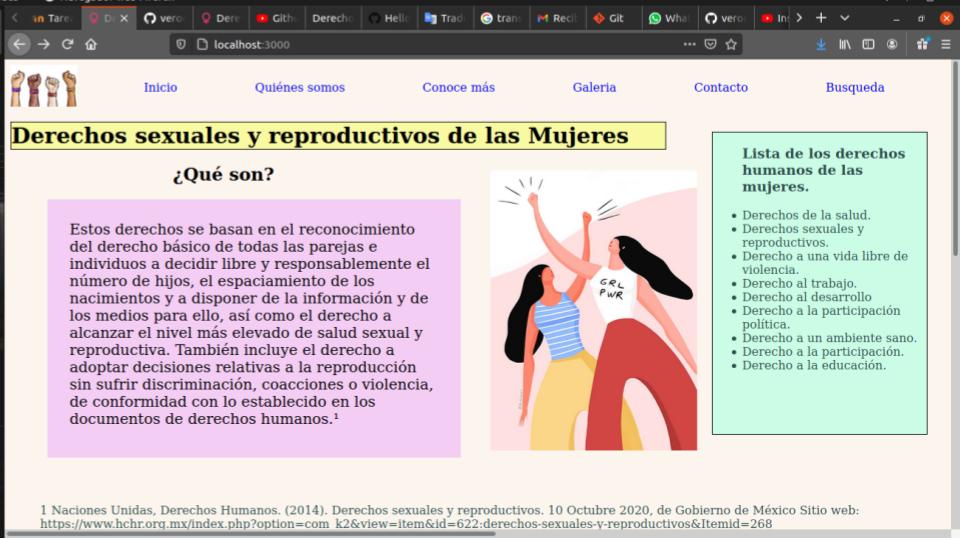 Tarea
D
vero
Dere
Githu
Derecho
Hello
Trad
trans
Recil
Git
What
vero
In
localhost:3000
Inicio
Quiénes somos
Conoce más
Galeria
Contacto
Busqueda
Derechos sexuales y reproductivos de las Mujeres
¿Qué son?
Estos derechos se basan en el reconocimiento
del derecho básico de todas las parejas e
individuos a decidir libre y responsablemente el
número de hijos, el espaciamiento de los
nacimientos y a disponer de la información y de
los medios para ello, así como el derecho a
alcanzar el nivel más elevado de salud sexual y
reproductiva. También incluye el derecho a
adoptar decisiones relativas a la reproducción
sin sufrir discriminación, coacciones o violencia,
de conformidad con lo establecido en los
documentos de derechos humanos.¹
GRL
PWR
Lista de los derechos
humanos de las
mujeres.
Derechos de la salud.
Derechos sexuales y
reproductivos.
Derecho a una vida libre de
violencia.
Derecho al trabajo.
Derecho al desarrollo
Derecho a la participación
política.
Derecho a un ambiente sano.
Derecho a la participación.
Derecho a la educación.
1 Naciones Unidas, Derechos Humanos. (2014). Derechos sexuales y reproductivos. 10 Octubre 2020, de Gobierno de México Sitio web:
https://www.hchr.org.mx/index.php?option=com_k2&view=item&id=622:derechos-sexuales-y-reproductivos&Itemid=268